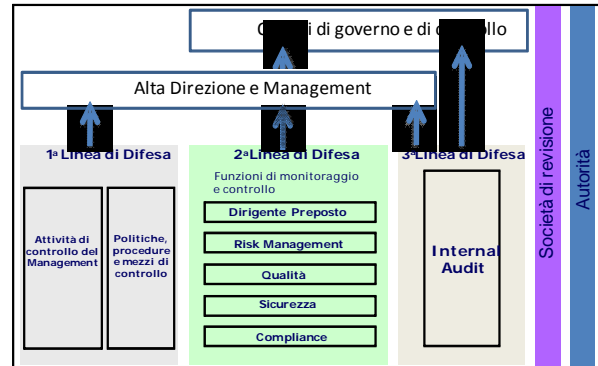 di governo e di
Alta Direzione e Management
1ª Linea di Difesa
Attività di
controllo del
Management
Politiche,
procedure
e mezzi di
controllo
2ª Linea di Difesa
Funzioni di monitoraggio
e controllo
Dirigente Preposto
Risk Management
Qualità
Sicurezza
Compliance
3ª Linea di Difesa
Internal
Audit
Società di revisione
Autorità